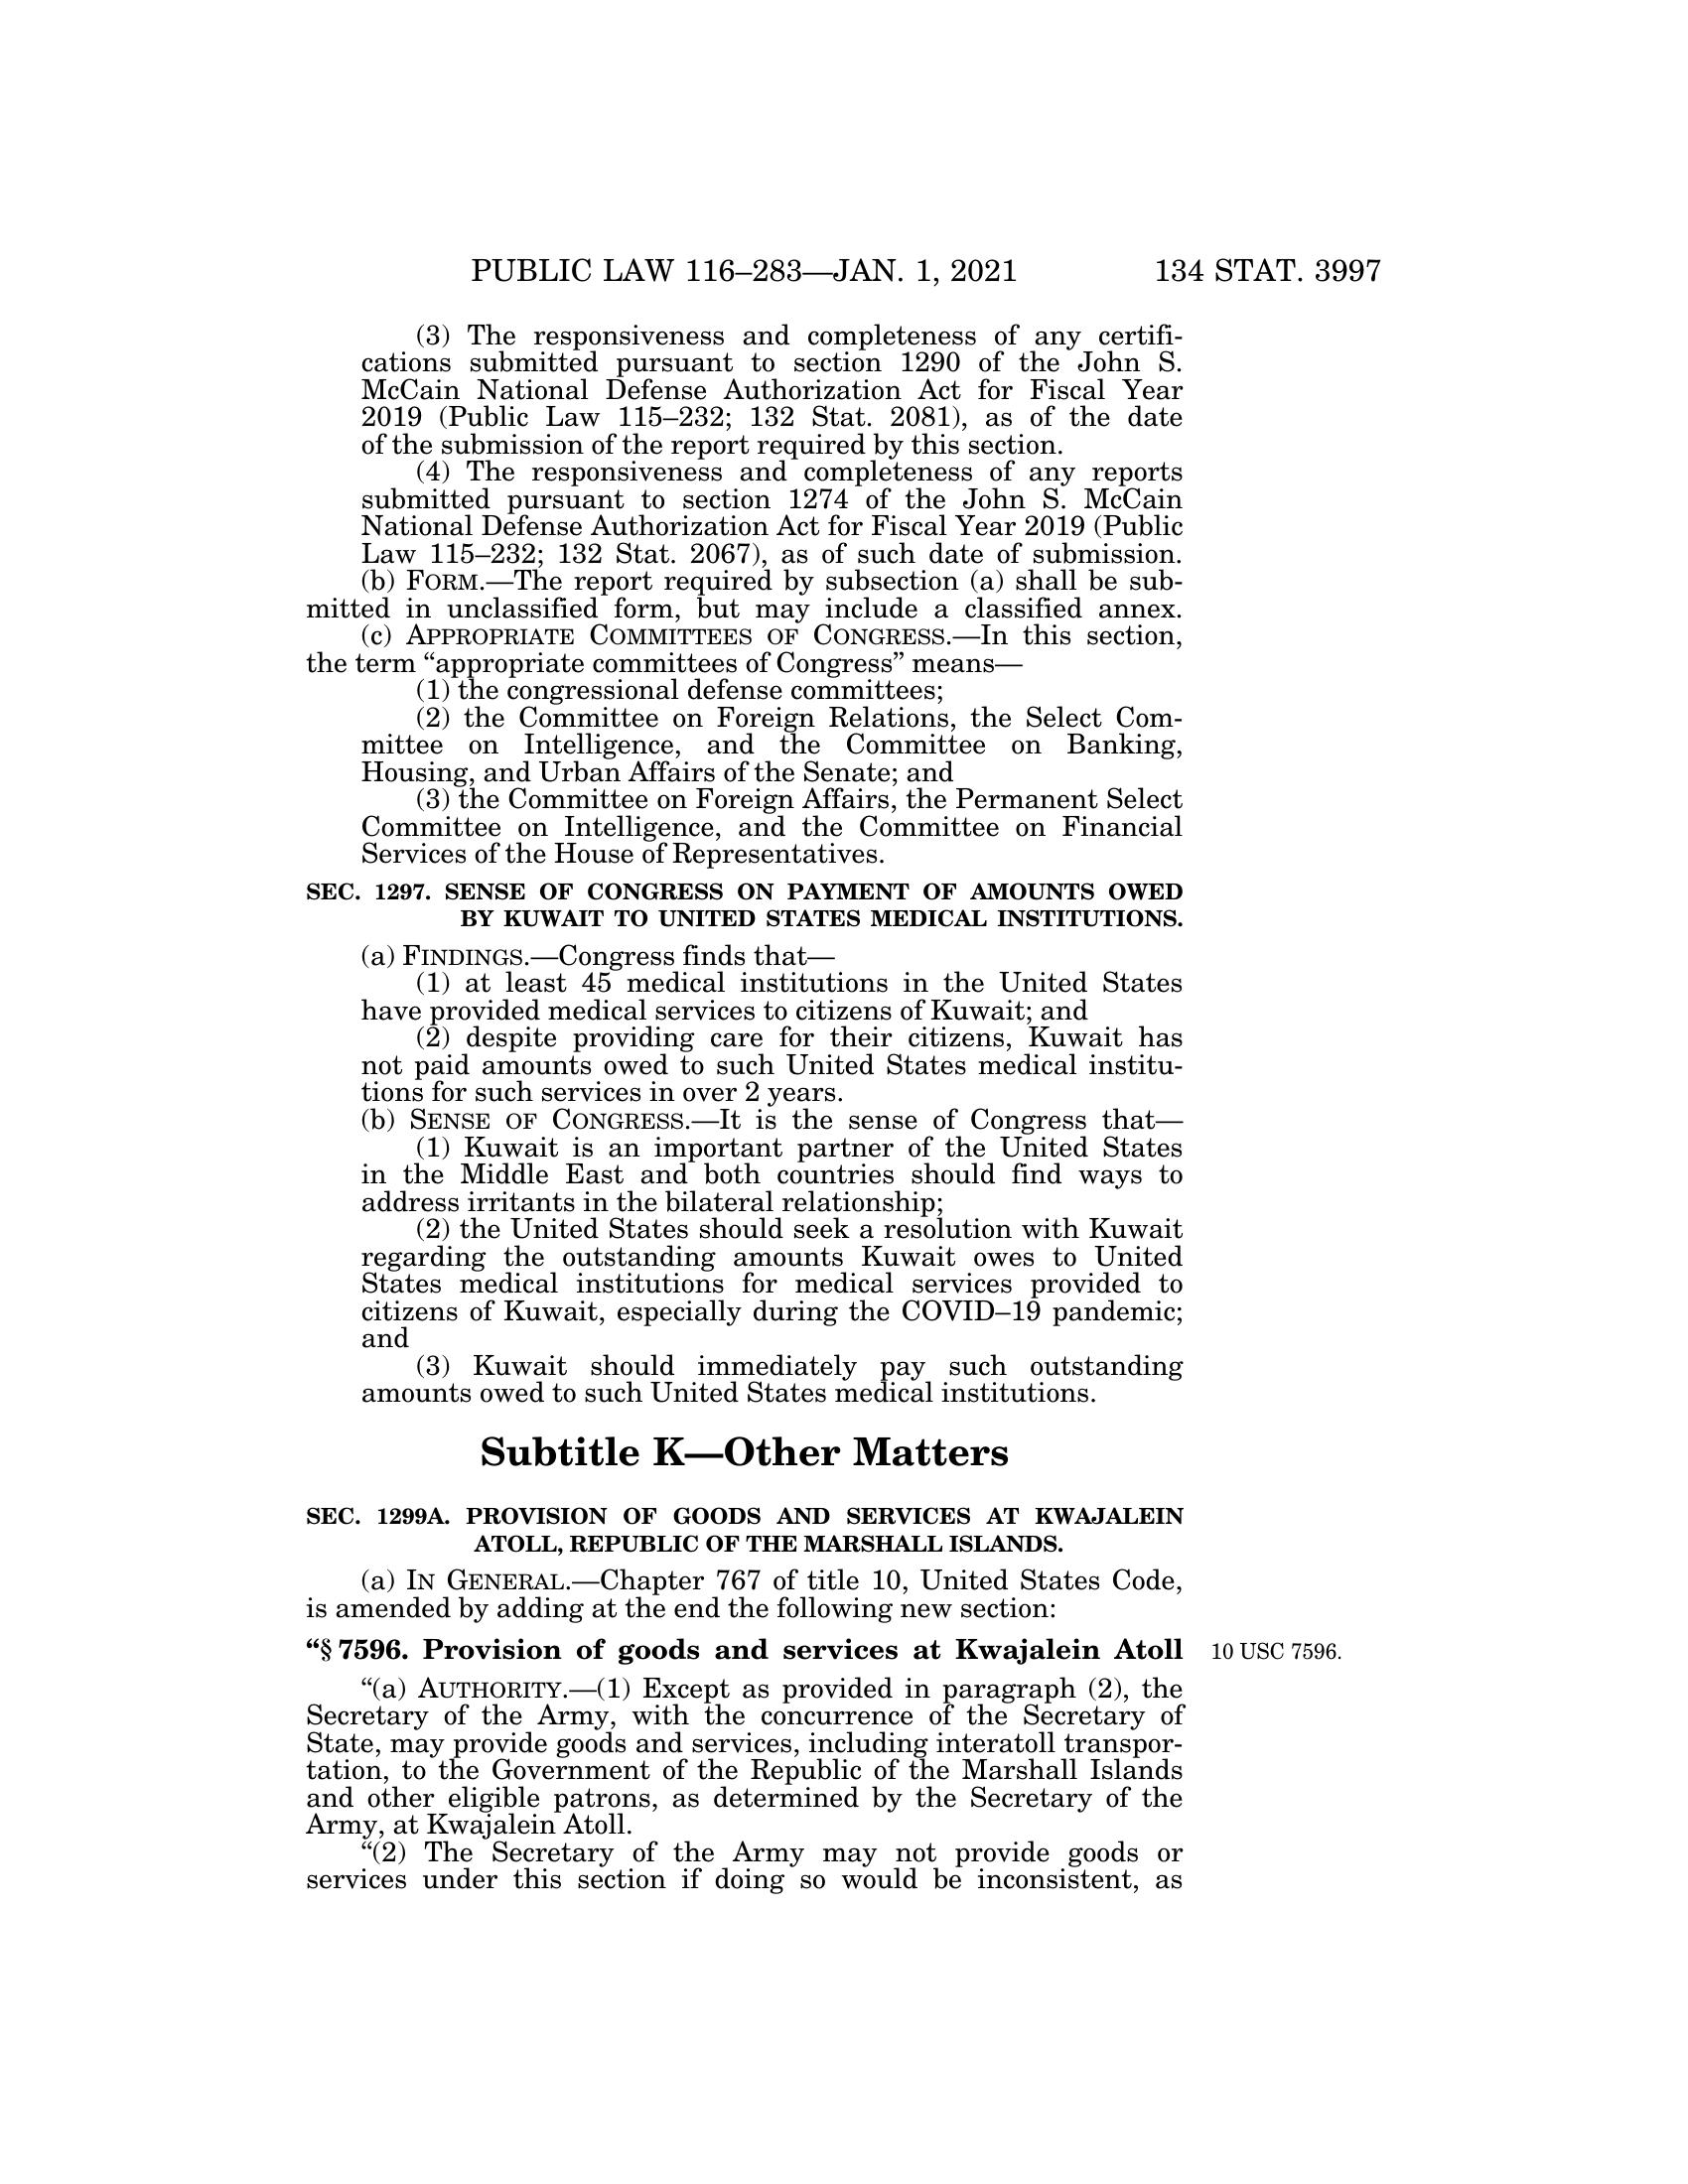 PUBLIC LAW 116–283—JAN. 1, 2021 134 STAT. 3997
(3) The responsiveness and completeness of any certifi-
cations submitted pursuant to section 1290 of the John S.
McCain National Defense Authorization Act for Fiscal Year
2019 (Public Law 115–232; 132 Stat. 2081), as of the date
of the submission of the report required by this section.
(4) The responsiveness and completeness of any reports
submitted pursuant to section 1274 of the John S. McCain
National Defense Authorization Act for Fiscal Year 2019 (Public
Law 115–232; 132 Stat. 2067), as of such date of submission.
(b) FORM.—The report required by subsection (a) shall be sub-
mitted in unclassified form, but may include a classified annex.
(c) APPROPRIATE COMMITTEES OF CONGRESS.—In this section,
the term “appropriate committees of Congress” means—
(1) the congressional defense committees;
(2) the Committee on Foreign Relations, the Select Com-
mittee on Intelligence, and the Committee on Banking,
Housing, and Urban Affairs of the Senate; and
(3) the Committee on Foreign Affairs, the Permanent Select
Committee on Intelligence, and the Committee on Financial
Services of the House of Representatives.
SEC. 1297. SENSE OF CONGRESS ON PAYMENT OF AMOUNTS OWED
BY KUWAIT TO UNITED STATES MEDICAL INSTITUTIONS.
(a) FINDINGS.—Congress finds that—
(1) at least 45 medical institutions in the United States
have provided medical services to citizens of Kuwait; and
(2) despite providing care for their citizens, Kuwait has
not paid amounts owed to such United States medical institu-
tions for such services in over 2 years.
(b) SENSE OF CONGRESS.—It is the sense of Congress that—
(1) Kuwait is an important partner of the United States
in the Middle East and both countries should find ways to
address irritants in the bilateral relationship;
(2) the United States should seek a resolution with Kuwait
regarding the outstanding amounts Kuwait owes to United
States medical institutions for medical services provided to
citizens of Kuwait, especially during the COVID–19 pandemic;
and
(3) Kuwait should immediately pay such outstanding
amounts owed to such United States medical institutions.
Subtitle K—Other Matters
SEC. 1299A. PROVISION OF GOODS AND SERVICES AT KWAJALEIN
ATOLL, REPUBLIC OF THE MARSHALL ISLANDS.
(a) IN GENERAL.—Chapter 767 of title 10, United States Code,
is amended by adding at the end the following new section:
“§ 7596. Provision of goods and services at Kwajalein Atoll 10 USC 7596.
“(a) AUTHORITY.—(1) Except as provided in paragraph (2), the
Secretary of the Army, with the concurrence of the Secretary of
State, may provide goods and services, including interatoll transpor-
tation, to the Government of the Republic of the Marshall Islands
and other eligible patrons, as determined by the Secretary of the
Army, at Kwajalein Atoll.
“(2) The Secretary of the Army may not provide goods or
services under this section if doing so would be inconsistent, as